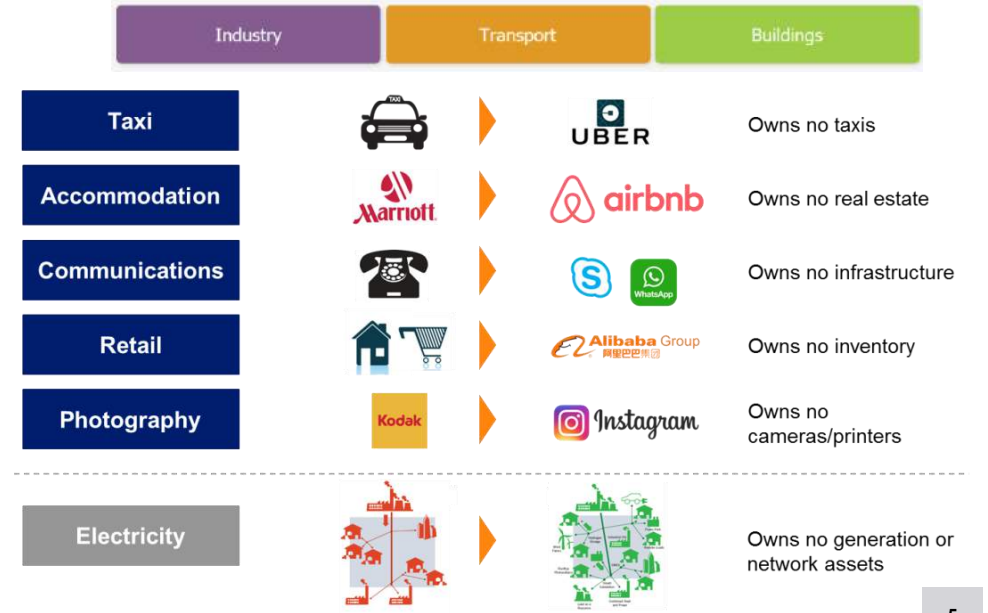 Industry
Transport
Buildings
Taxi
TAXI
UBER
Owns no taxis
Accommodation
Marriott
airbnb
Owns no real estate
Communications
S
WhatsApp
Owns no infrastructure
Retail
Alibaba Group
阿里巴巴集团
Owns no inventory
Photography
Kodak
Instagram
Owns no
cameras/printers
Electricity
Owns no generation or
network assets